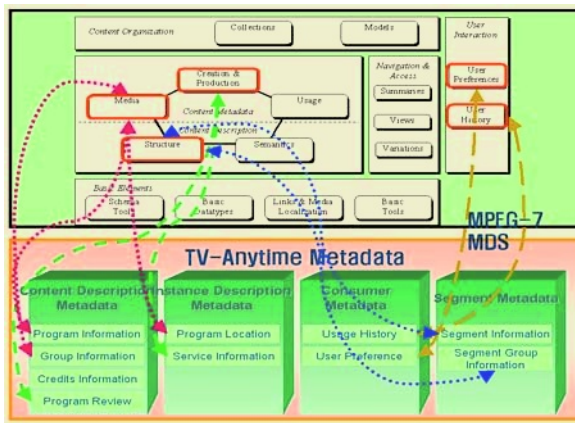 Content Organization
Collections
Models
User
Interaction
Navigation &
Access
Creation &
Production
Media
Usage
Content Metadata
Content Description
Structure
Semantics
Summaries
Views
Variations
User
Preferences
User
History
Basic Elements
Schema
Tools
Basic
Datatypes
Links & Media
Localization
Basic
Tools
MPEG-7
MDS
TV-Anytime Metadata
Content Description
Metadata
Instance Description
Metadata
Consumer
Metadata
Segment Metadata
Program Information
Group Information
Credits Information
Program Review
Program Location
Service Information
Usage History
User Preference
Segment Information
Segment Group
Information